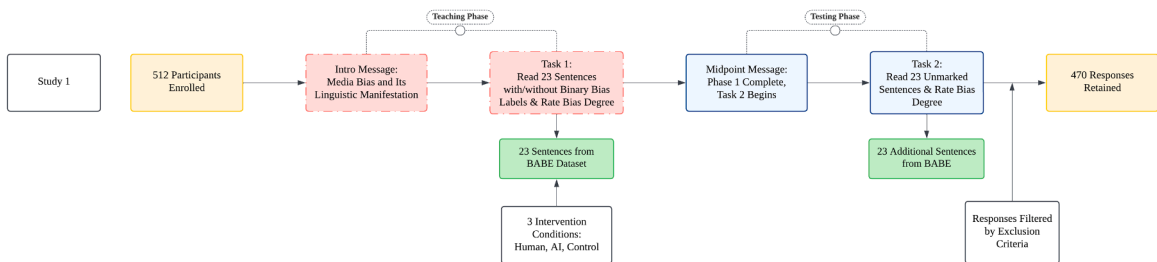 Teaching Phase
Testing Phase
Study 1
512 Participants
Enrolled
Intro Message:
Media Bias and Its
Linguistic Manifestation
Task 1:
Read 23 Sentences
with/without Binary Bias
Labels & Rate Bias Degree
Midpoint Message:
Phase 1 Complete,
Task 2 Begins
Task 2:
Read 23 Unmarked
Sentences & Rate Bias
Degree
470 Responses
Retained
23 Sentences from
BABE Dataset
23 Additional Sentences
from BABE
3 Intervention
Conditions:
Human, AI, Control
Responses Filtered
by Exclusion
Criteria